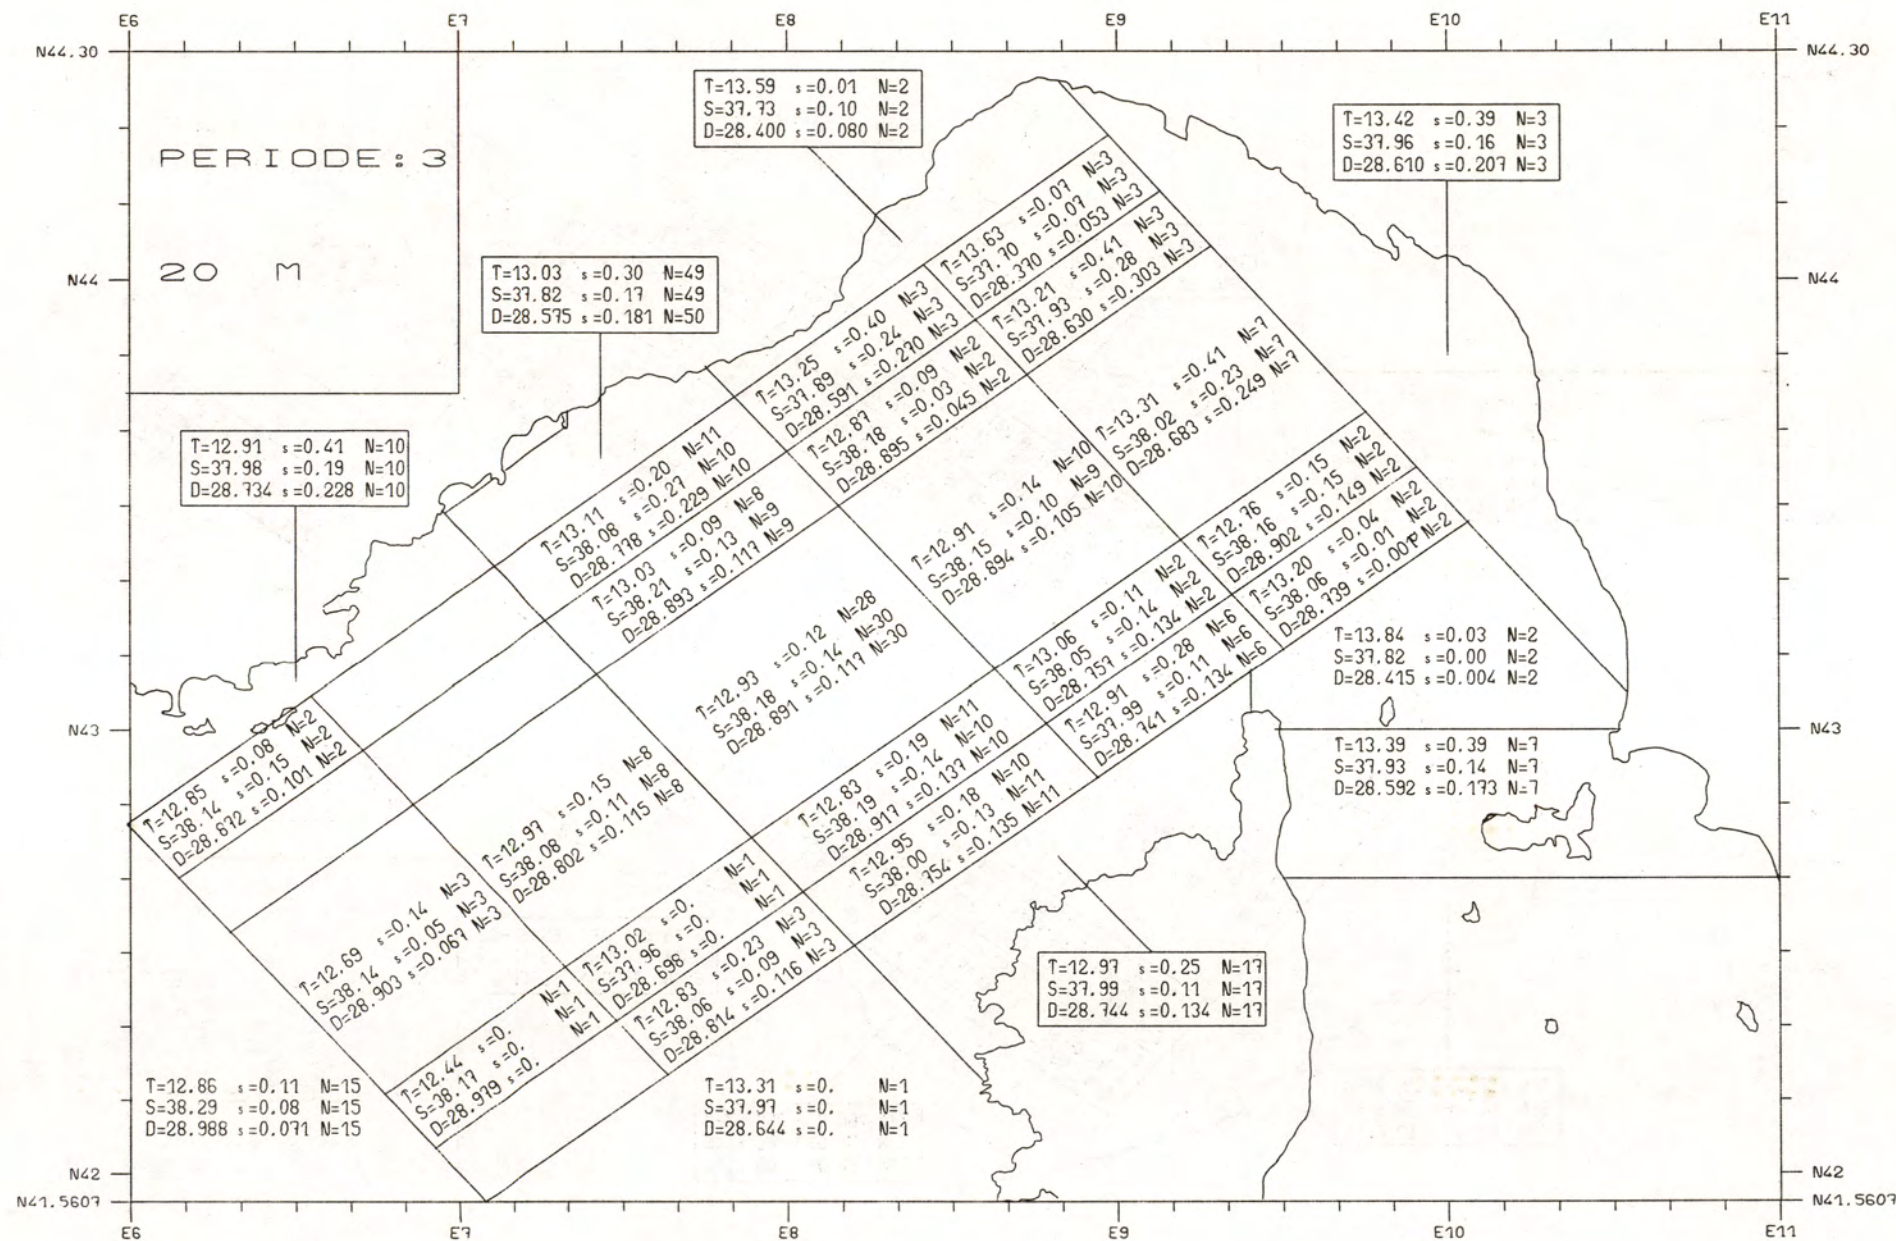 E6 E7 E8 E9 E10 E11
N44.30 N44.30
PERIODE: 3
20 M
T=13.59 s=0.01 N=2
S=37.73 s=0.10 N=2
D=28.400 s=0.080 N=2
T=13.42 s=0.39 N=3
S=37.96 s=0.16 N=3
D=28.610 s=0.207 N=3
T=13.03 s=0.30 N=49
S=37.82 s=0.17 N=49
D=28.575 s=0.181 N=50
N44 N44
T=12.91 s=0.41 N=10
S=37.98 s=0.19 N=10
D=28.734 s=0.228 N=10
T=13.63 s=0.07 N=3
S=37.70 s=0.07 N=3
D=28.370 s=0.053 N=3
T=13.21 s=0.41 N=3
S=37.93 s=0.28 N=3
D=28.630 s=0.303 N=3
T=13.25 s=0.40 N=3
S=37.89 s=0.24 N=3
D=28.591 s=0.270 N=3
T=12.87 s=0.09 N=2
S=38.18 s=0.03 N=2
D=28.895 s=0.045 N=2
T=13.31 s=0.41 N=7
S=38.02 s=0.23 N=7
D=28.683 s=0.249 N=7
T=13.11 s=0.20 N=11
S=38.08 s=0.27 N=10
D=28.778 s=0.229 N=10
T=13.03 s=0.09 N=8
S=38.21 s=0.13 N=9
D=28.893 s=0.117 N=9
T=12.91 s=0.14 N=10
S=38.15 s=0.10 N=9
D=28.894 s=0.105 N=10
T=12.76 s=0.15 N=2
S=38.16 s=0.15 N=2
D=28.902 s=0.149 N=2
T=13.20 s=0.04 N=2
S=38.06 s=0.01 N=2
D=28.739 s=0.001 N=2
T=12.93 s=0.12 N=28
S=38.18 s=0.14 N=30
D=28.891 s=0.117 N=30
T=13.06 s=0.11 N=2
S=38.05 s=0.14 N=2
D=28.757 s=0.134 N=2
T=12.91 s=0.28 N=6
S=37.99 s=0.11 N=6
D=28.741 s=0.134 N=6
T=13.84 s=0.03 N=2
S=37.82 s=0.00 N=2
D=28.415 s=0.004 N=2
N43 N43
T=13.39 s=0.39 N=7
S=37.93 s=0.14 N=7
D=28.592 s=0.173 N=7
T=12.85 s=0.08 N=2
S=38.14 s=0.15 N=2
D=28.672 s=0.101 N=2
T=12.97 s=0.15 N=8
S=38.08 s=0.11 N=8
D=28.802 s=0.115 N=8
T=12.83 s=0.19 N=11
S=38.19 s=0.14 N=10
D=28.917 s=0.137 N=10
T=12.95 s=0.18 N=10
S=38.00 s=0.13 N=11
D=28.754 s=0.135 N=11
T=12.69 s=0.14 N=3
S=38.14 s=0.05 N=3
D=28.903 s=0.067 N=3
T=13.02 s=0. N=1
S=37.96 s=0. N=1
D=28.698 s=0. N=1
T=12.83 s=0.23 N=3
S=38.06 s=0.09 N=3
D=28.814 s=0.116 N=3
T=12.97 s=0.25 N=17
S=37.99 s=0.11 N=17
D=28.744 s=0.134 N=17
T=12.44 s=0. N=1
S=38.17 s=0. N=1
D=28.979 s=0. N=1
T=12.86 s=0.11 N=15
S=38.29 s=0.08 N=15
D=28.988 s=0.071 N=15
T=13.31 s=0. N=1
S=37.97 s=0. N=1
D=28.644 s=0. N=1
N42 N42
N41.5607 N41.5607
E6 E7 E8 E9 E10 E11